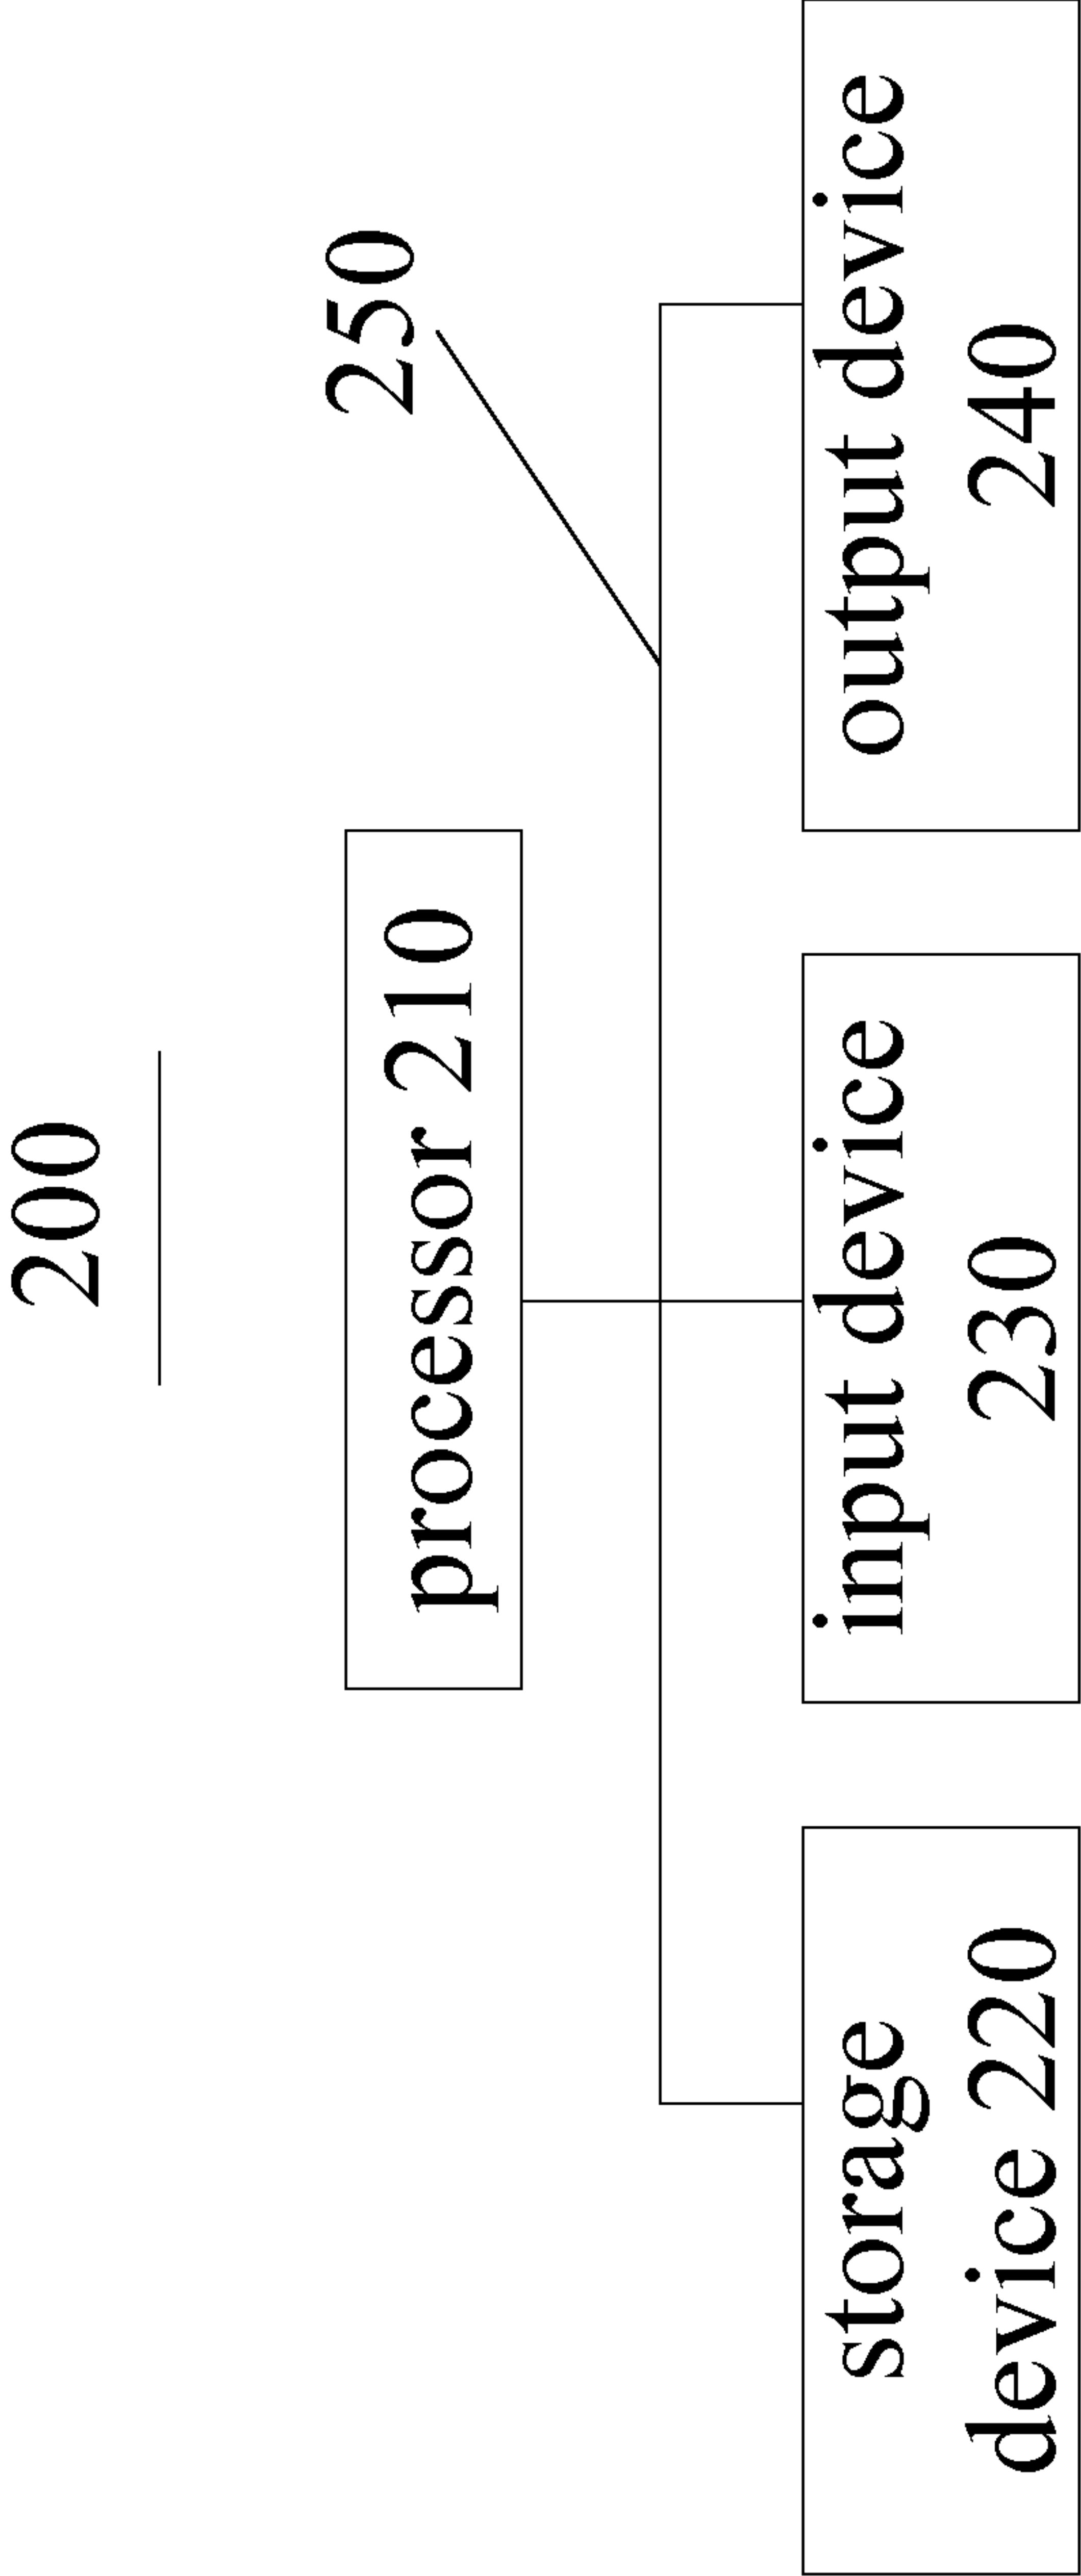 200
250
processor 210
storage
device 220
input device
230
output device
240